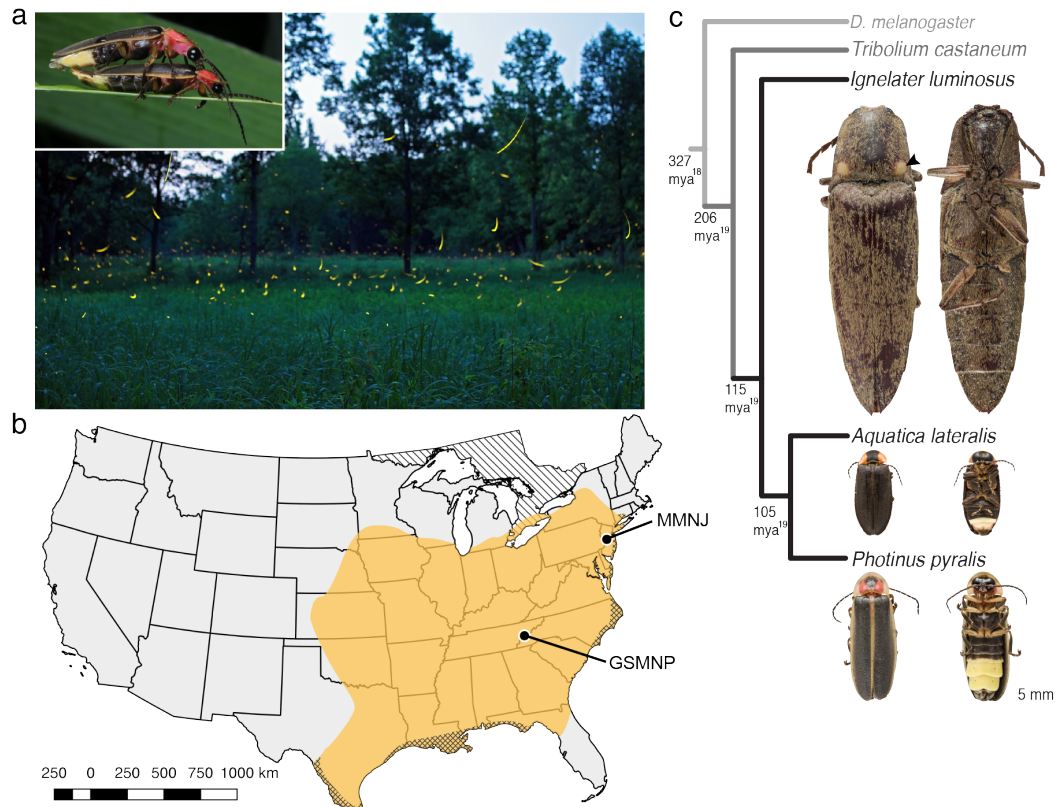 a
b
MMNJ
GSMNP
250 0 250 500 750 1000 km
c
D. melanogaster
Tribolium castaneum
Ignelater luminosus
327
mya18
206
mya19
115
mya19
Aquatica lateralis
105
mya19
Photinus pyralis
5 mm